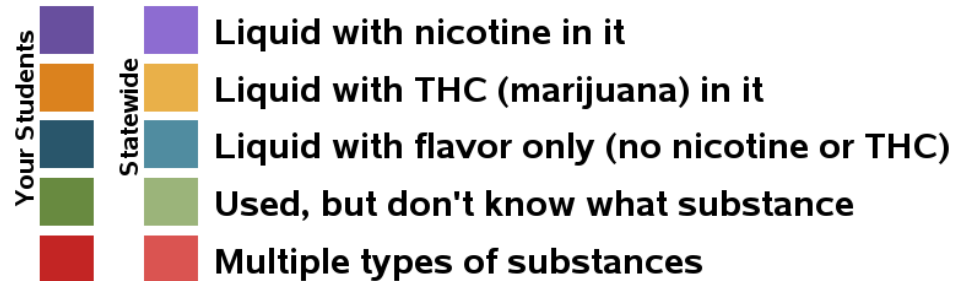 Your Students
Statewide
Liquid with nicotine in it
Liquid with THC (marijuana) in it
Liquid with flavor only (no nicotine or THC)
Used, but don't know what substance
Multiple types of substances